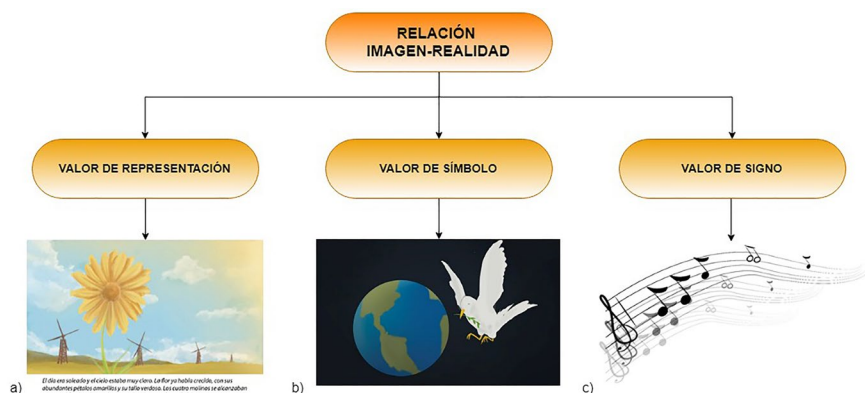 RELACIÓN
IMAGEN-REALIDAD
VALOR DE REPRESENTACIÓN
VALOR DE SÍMBOLO
VALOR DE SIGNO
El día era soleado y el cielo estaba muy claro. La flor ya había crecido, con sus
abundantes pétalos amarillos y su tallo verdoso. Los cuatro molinos se alcanzaban
a)
b)
c)